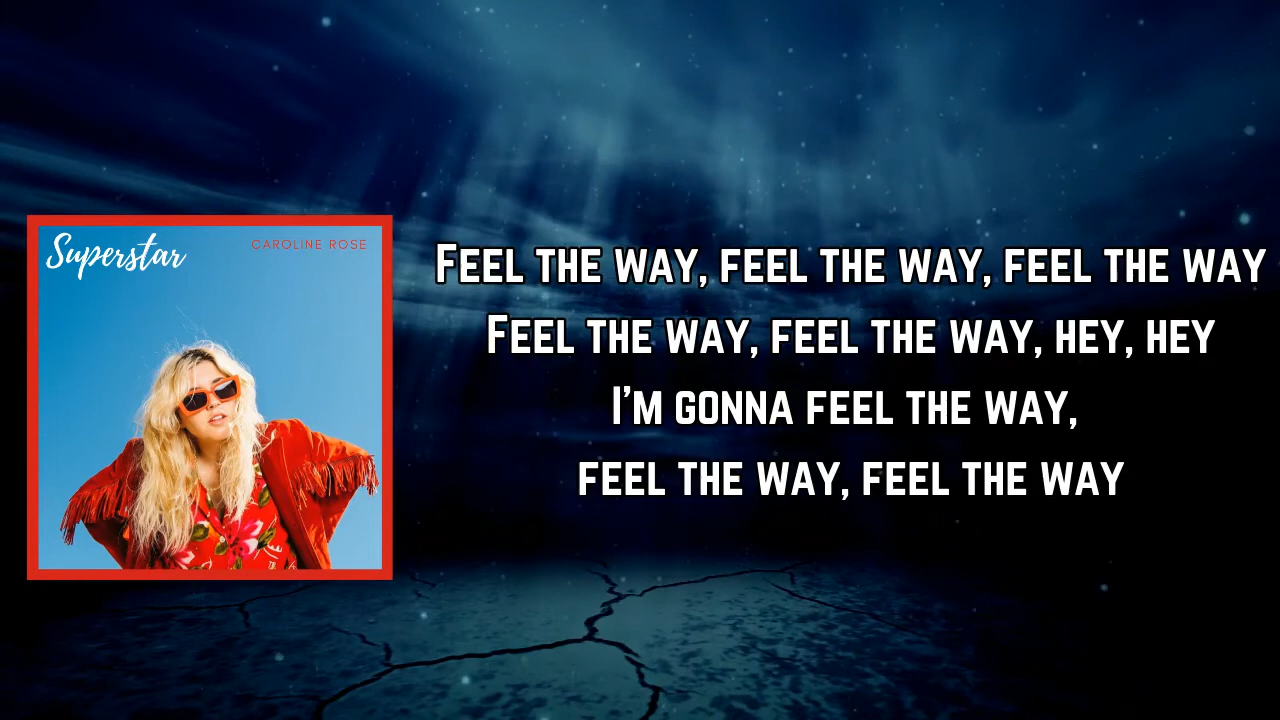 Superstar
CAROLINE ROSE
Feel the way, feel the way, feel the way
Feel the way, feel the way, hey, hey
I'm gonna feel the way,
feel the way, feel the way